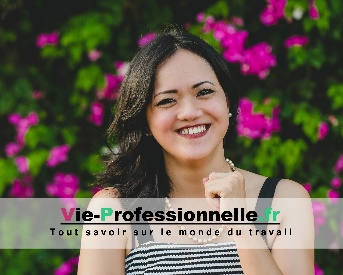 Vie-Professionnelle.fr
Tout savoir sur le monde du travail